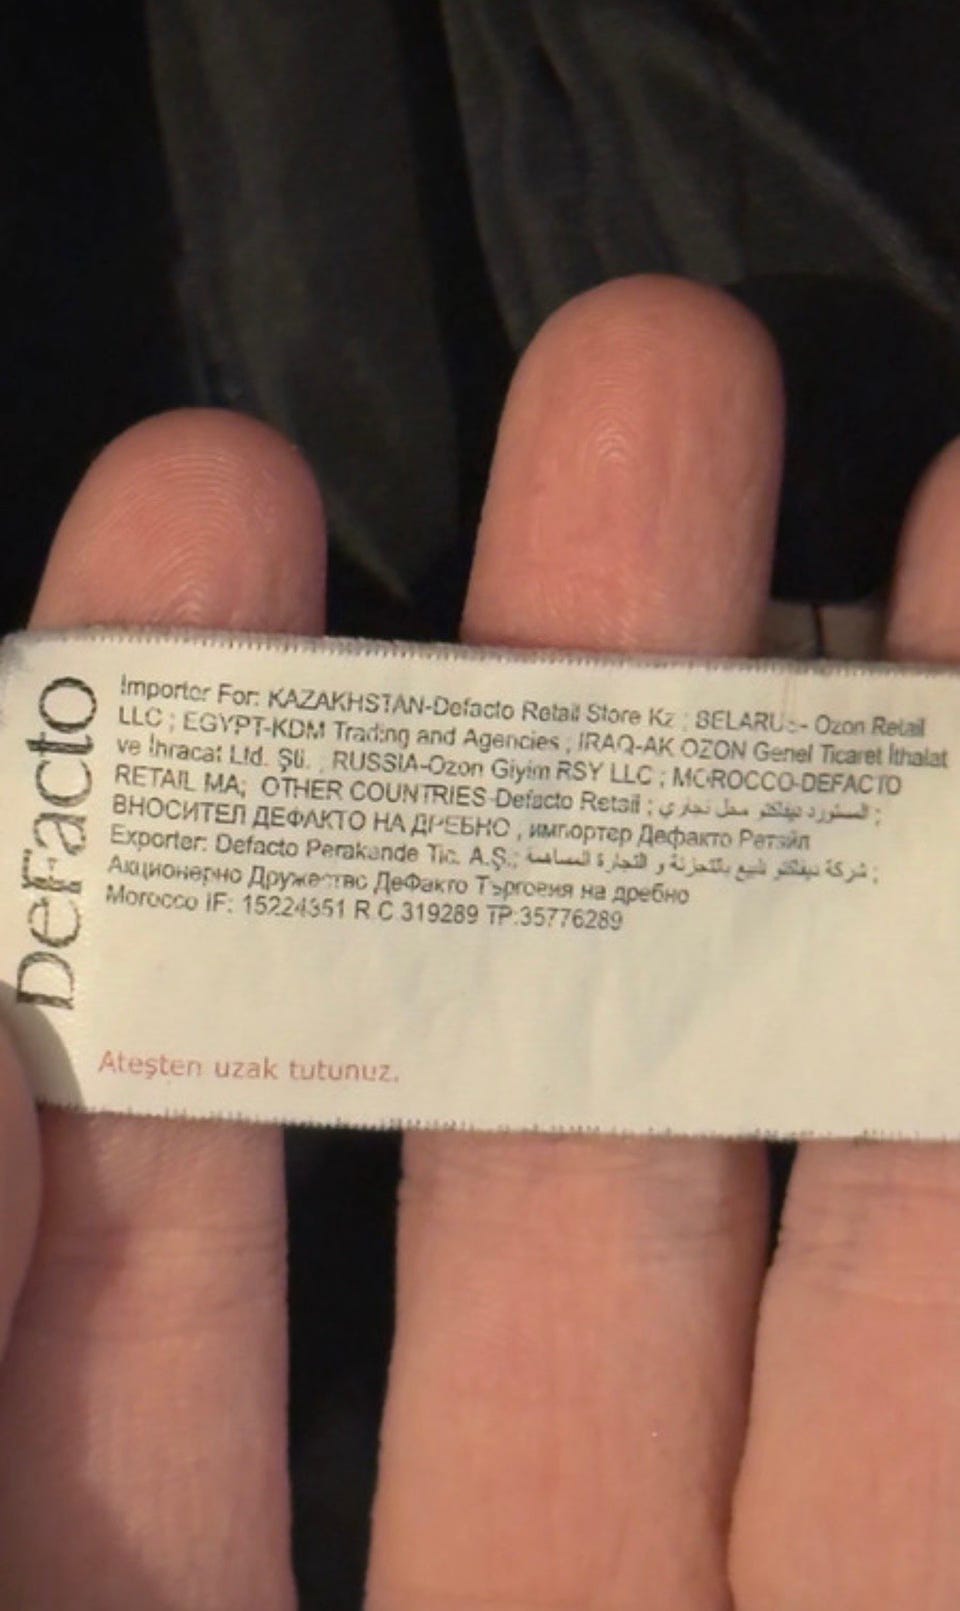 DeFacto
Importer For: KAZAKHSTAN-Defacto Retail Store Kz ; BELARUS- Ozon Retail
LLC ; EGYPT-KDM Trading and Agencies ; IRAQ-AK OZON Genel Ticaret İthalat
ve İhracat Ltd. Şti. ; RUSSIA-Ozon Giyim RSY LLC ; MOROCCO-DEFACTO
RETAIL MA; OTHER COUNTRIES-Defacto Retail ; المستورد ديفاكتو محل تجاري ;
ВНОСИТЕЛ ДЕФАКТО НА ДРЕБНО , импортер Дефакто Ретэйл
Exporter: Defacto Perakende Tic. A.Ş.; شركة ديفاكتو للبيع بالتجزئة و التجارة المساهمة ;
Акционерно Дружество ДеФакто Търговия на дребно
Morocco IF: 15224351 R.C 319289 TP:35776289
Ateşten uzak tutunuz.